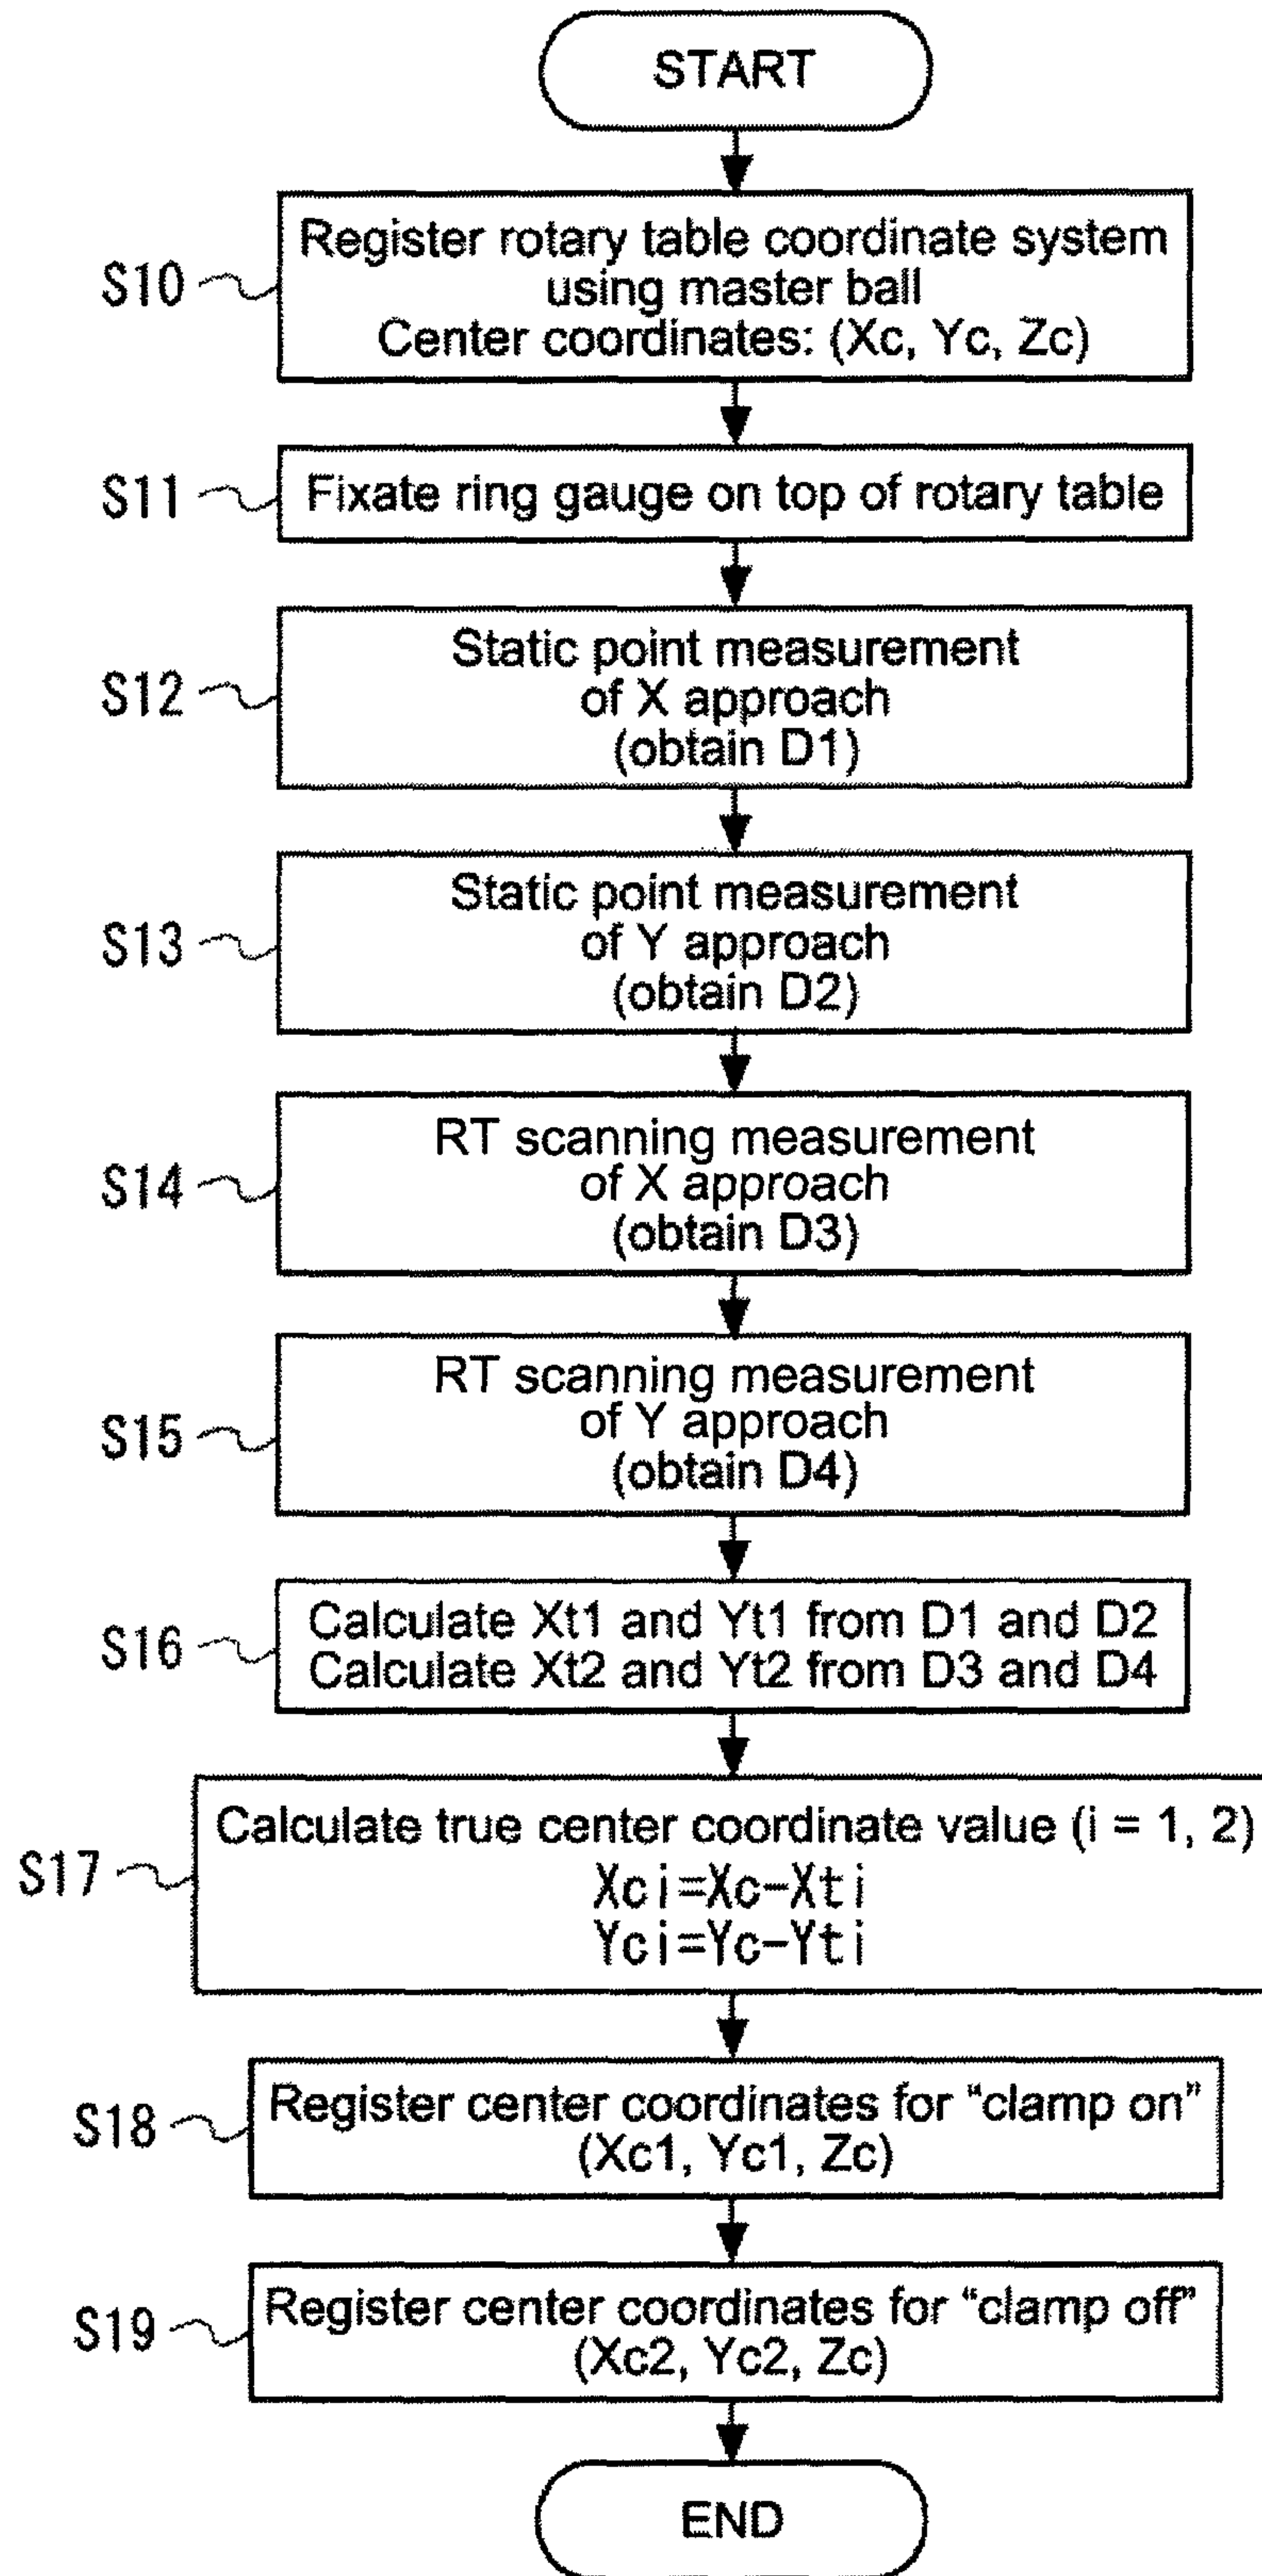 START
S10
Register rotary table coordinate system
using master ball
Center coordinates: (Xc, Yc, Zc)
S11
Fixate ring gauge on top of rotary table
S12
Static point measurement
of X approach
(obtain D1)
S13
Static point measurement
of Y approach
(obtain D2)
S14
RT scanning measurement
of X approach
(obtain D3)
S15
RT scanning measurement
of Y approach
(obtain D4)
S16
Calculate Xt1 and Yt1 from D1 and D2
Calculate Xt2 and Yt2 from D3 and D4
S17
Calculate true center coordinate value (i = 1, 2)
Xci=Xc-Xti
Yci=Yc-Yti
S18
Register center coordinates for “clamp on”
(Xc1, Yc1, Zc)
S19
Register center coordinates for “clamp off”
(Xc2, Yc2, Zc)
END